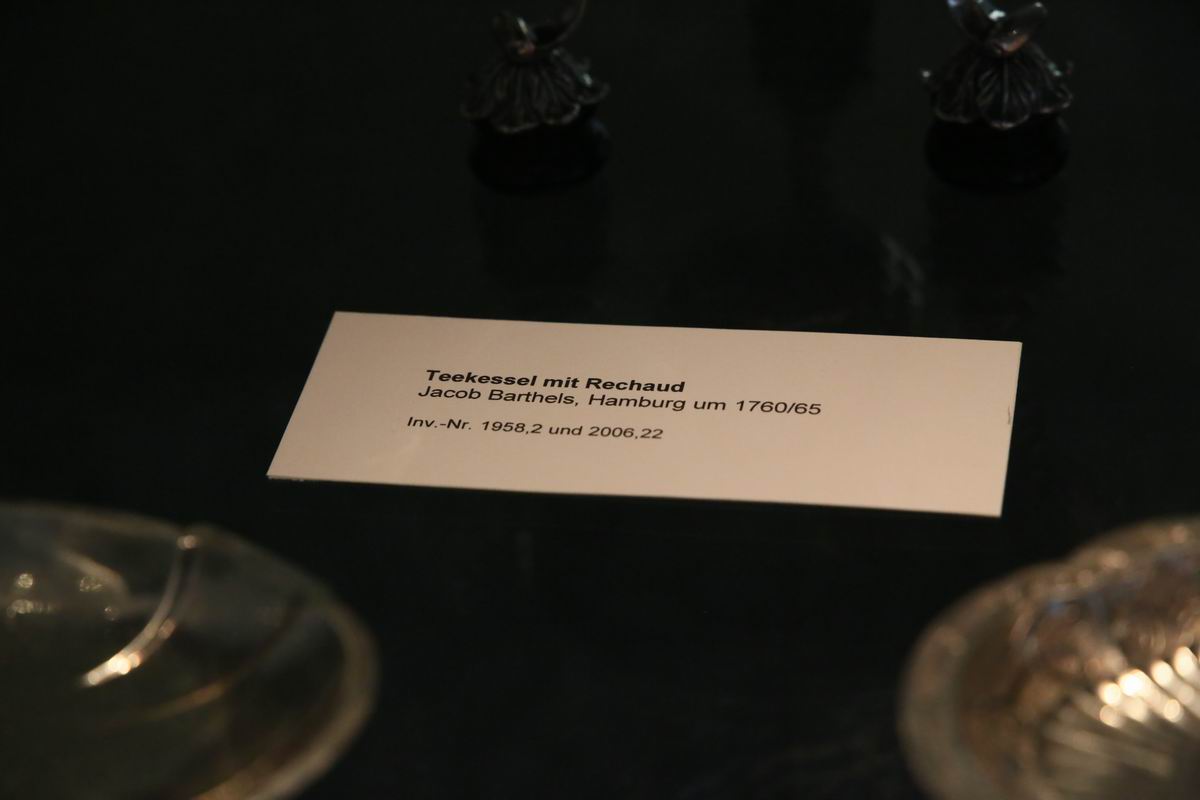 Teekessel mit Rechaud
Jacob Barthels, Hamburg um 1760/65
Inv.-Nr. 1958,2 und 2006,22